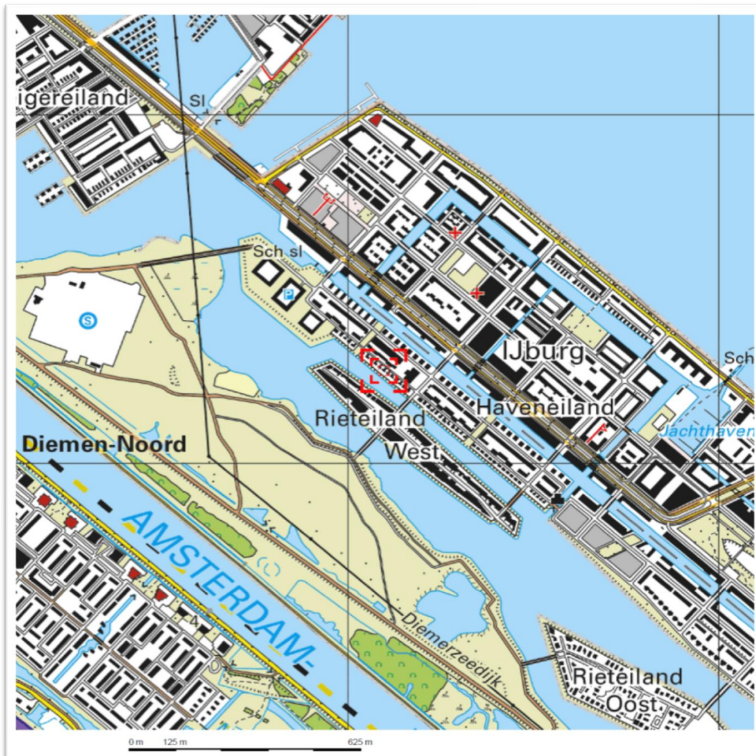 igereiland
Sl
Sch sl
P
S
IJburg
Sch
Rieteiland
West
Haveneiland
Jachthaven
Diemen-Noord
AMSTERDAM-
Diemerzeedijk
Rieteiland
Oost
0 m 125 m 625 m